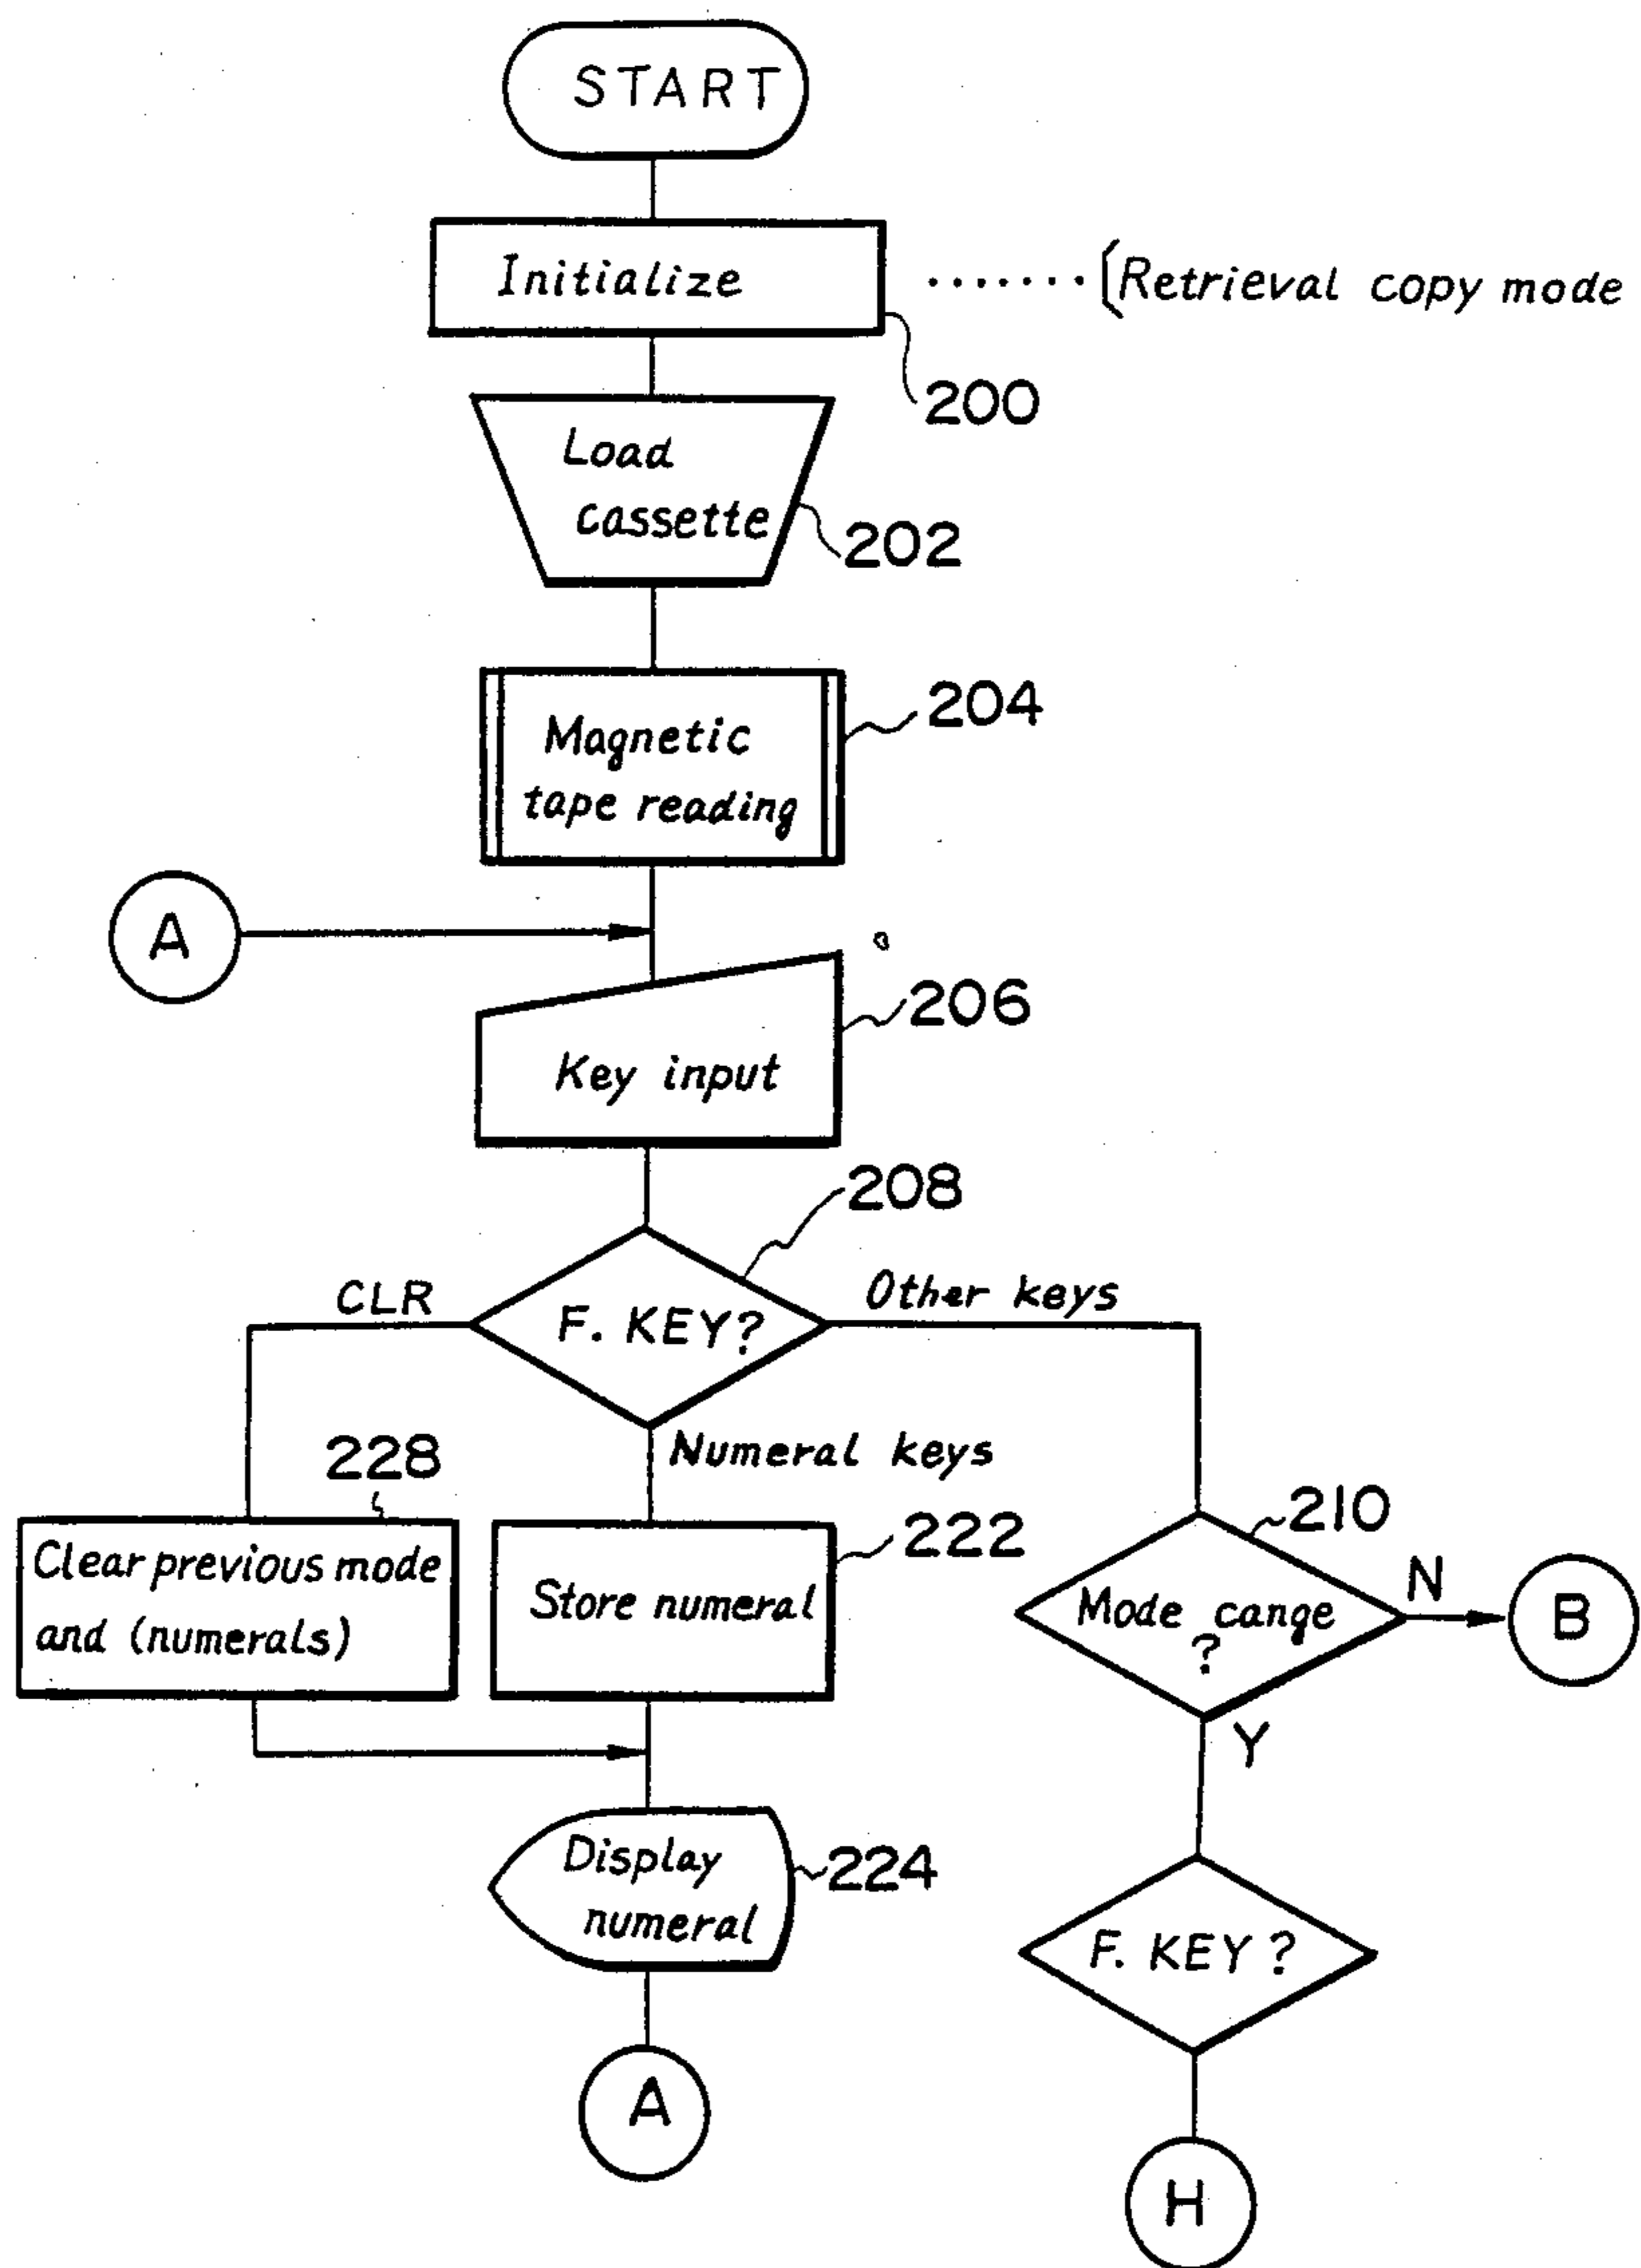 START
Initialize
.......(Retrieval copy mode
200
Load
cassette
202
Magnetic
tape reading
204
A
206
Key input
208
F. KEY?
CLR
Other keys
Numeral keys
228
Clear previous mode
and (numerals)
222
Store numeral
210
Mode cange
?
N
B
Y
Display
numeral
224
F. KEY?
A
H